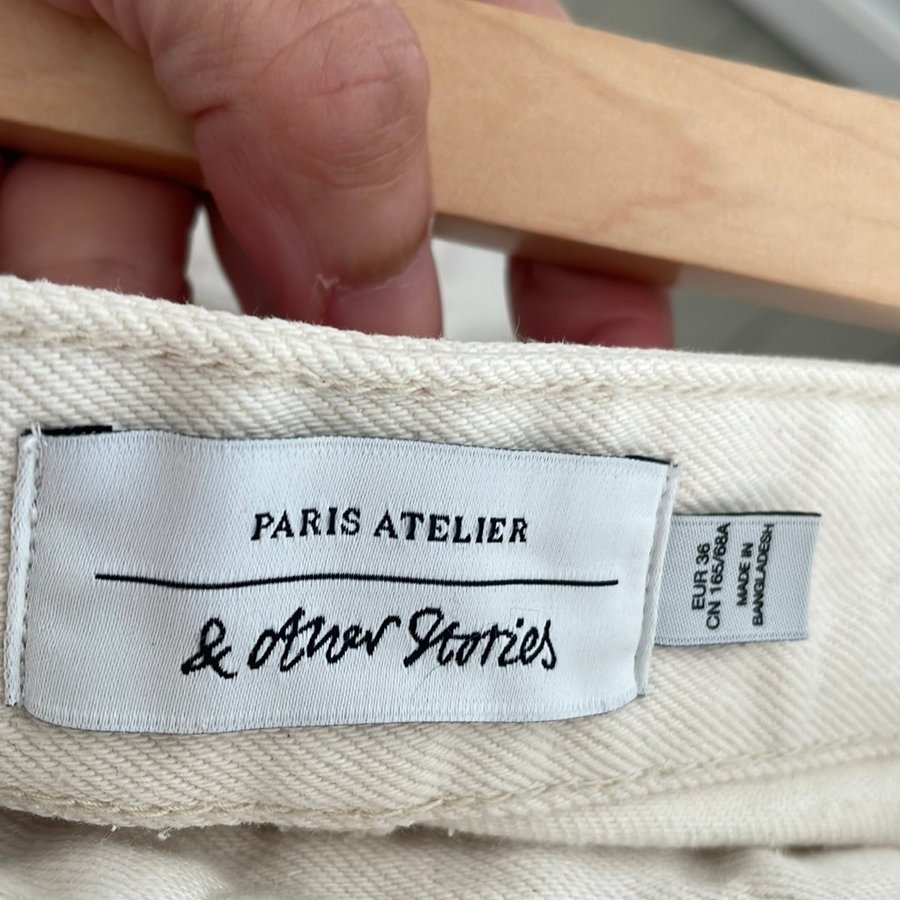 PARIS ATELIER
& Other Stories
EUR 36
CN 165/68A
MADE IN
BANGLADESH